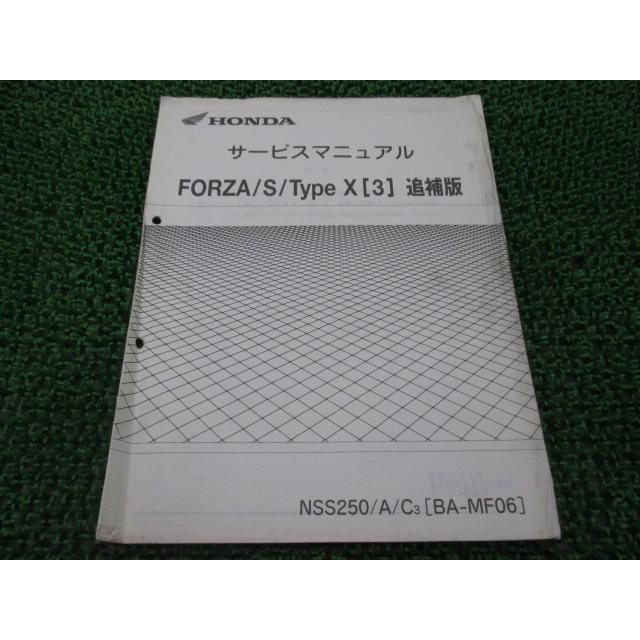 HONDA
サービスマニュアル
FORZA/S/Type X[3] 追補版
NSS250/A/C3 [BA-MF06]